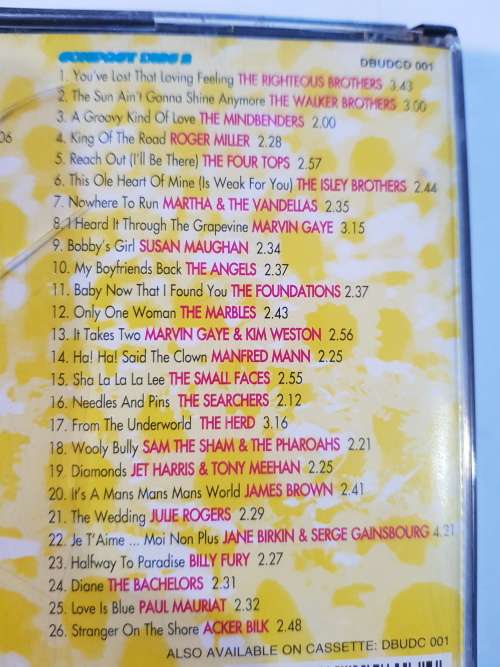 COMPACT DISC 2
DBUDCD 001
1. You've Lost That Loving Feeling THE RIGHTEOUS BROTHERS 3.43
2. The Sun Ain't Gonna Shine Anymore THE WALKER BROTHERS 3.00
3. A Groovy Kind Of Love THE MINDBENDERS 2.00
4. King Of The Road ROGER MILLER 2.28
06
5. Reach Out (I'll Be There) THE FOUR TOPS 2.57
6. This Ole Heart Of Mine (Is Weak For You) THE ISLEY BROTHERS 2.44
7. Nowhere To Run MARTHA & THE VANDELLAS 2.35
8. I Heard It Through The Grapevine MARVIN GAYE 3.15
9. Bobby's Girl SUSAN MAUGHAN 2.34
10. My Boyfriends Back THE ANGELS 2.37
11. Baby Now That I Found You THE FOUNDATIONS 2.37
12. Only One Woman THE MARBLES 2.43
13. It Takes Two MARVIN GAYE & KIM WESTON 2.56
14. Ha! Ha! Said The Clown MANFRED MANN 2.25
15. Sha La La La Lee THE SMALL FACES 2.55
16. Needles And Pins THE SEARCHERS 2.12
17. From The Underworld THE HERD 3.16
18. Wooly Bully SAM THE SHAM & THE PHAROAHS 2.21
19. Diamonds JET HARRIS & TONY MEEHAN 2.25
20. It's A Mans Mans Mans World JAMES BROWN 2.41
21. The Wedding JULIE ROGERS 2.29
22. Je T'Aime ... Moi Non Plus JANE BIRKIN & SERGE GAINSBOURG 4.21
23. Halfway To Paradise BILLY FURY 2.27
24. Diane THE BACHELORS 2.31
25. Love Is Blue PAUL MAURIAT 2.32
26. Stranger On The Shore ACKER BILK 2.48
ALSO AVAILABLE ON CASSETTE: DBUDC 001